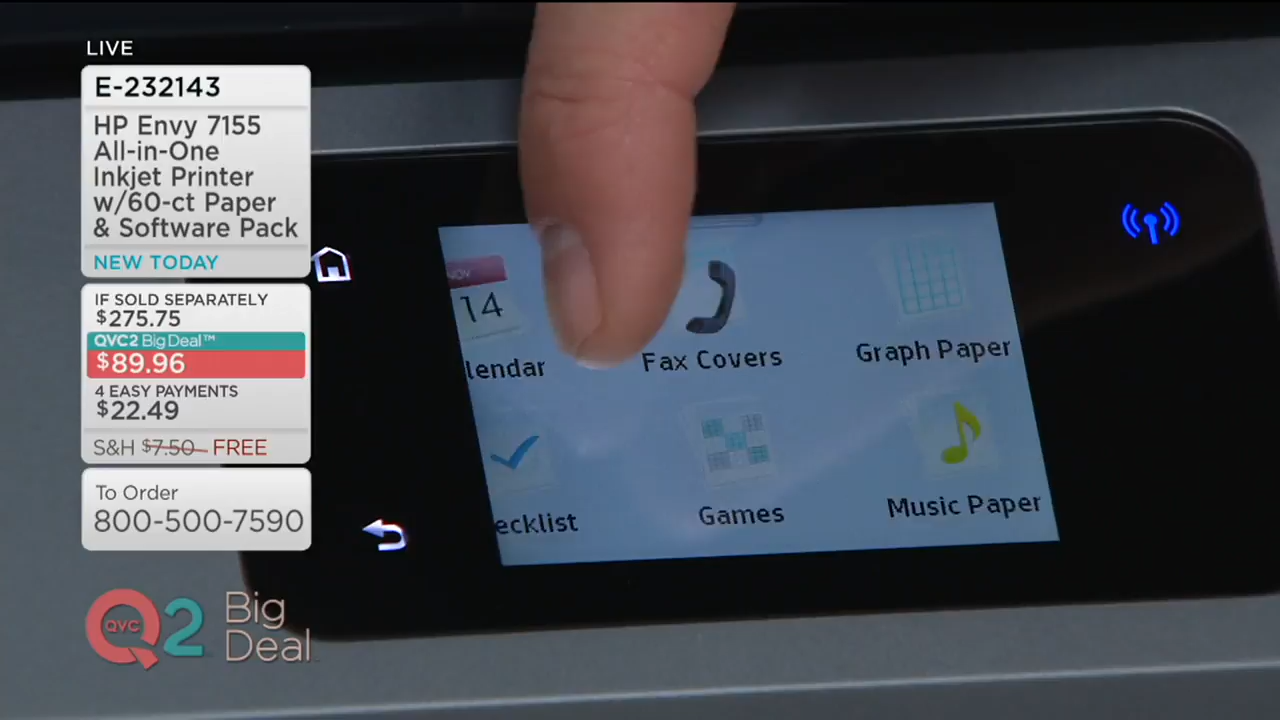 LIVE
E-232143
HP Envy 7155
All-in-One
Inkjet Printer
w/60-ct Paper
& Software Pack
NEW TODAY
IF SOLD SEPARATELY
$275.75
QVC2 Big Deal™
$89.96
4 EASY PAYMENTS
$22.49
S&H $7.50 FREE
To Order
800-500-7590
QVC 2 Big
Deal
NOV
14
lendar
Fax Covers
Graph Paper
ecklist
Games
Music Paper